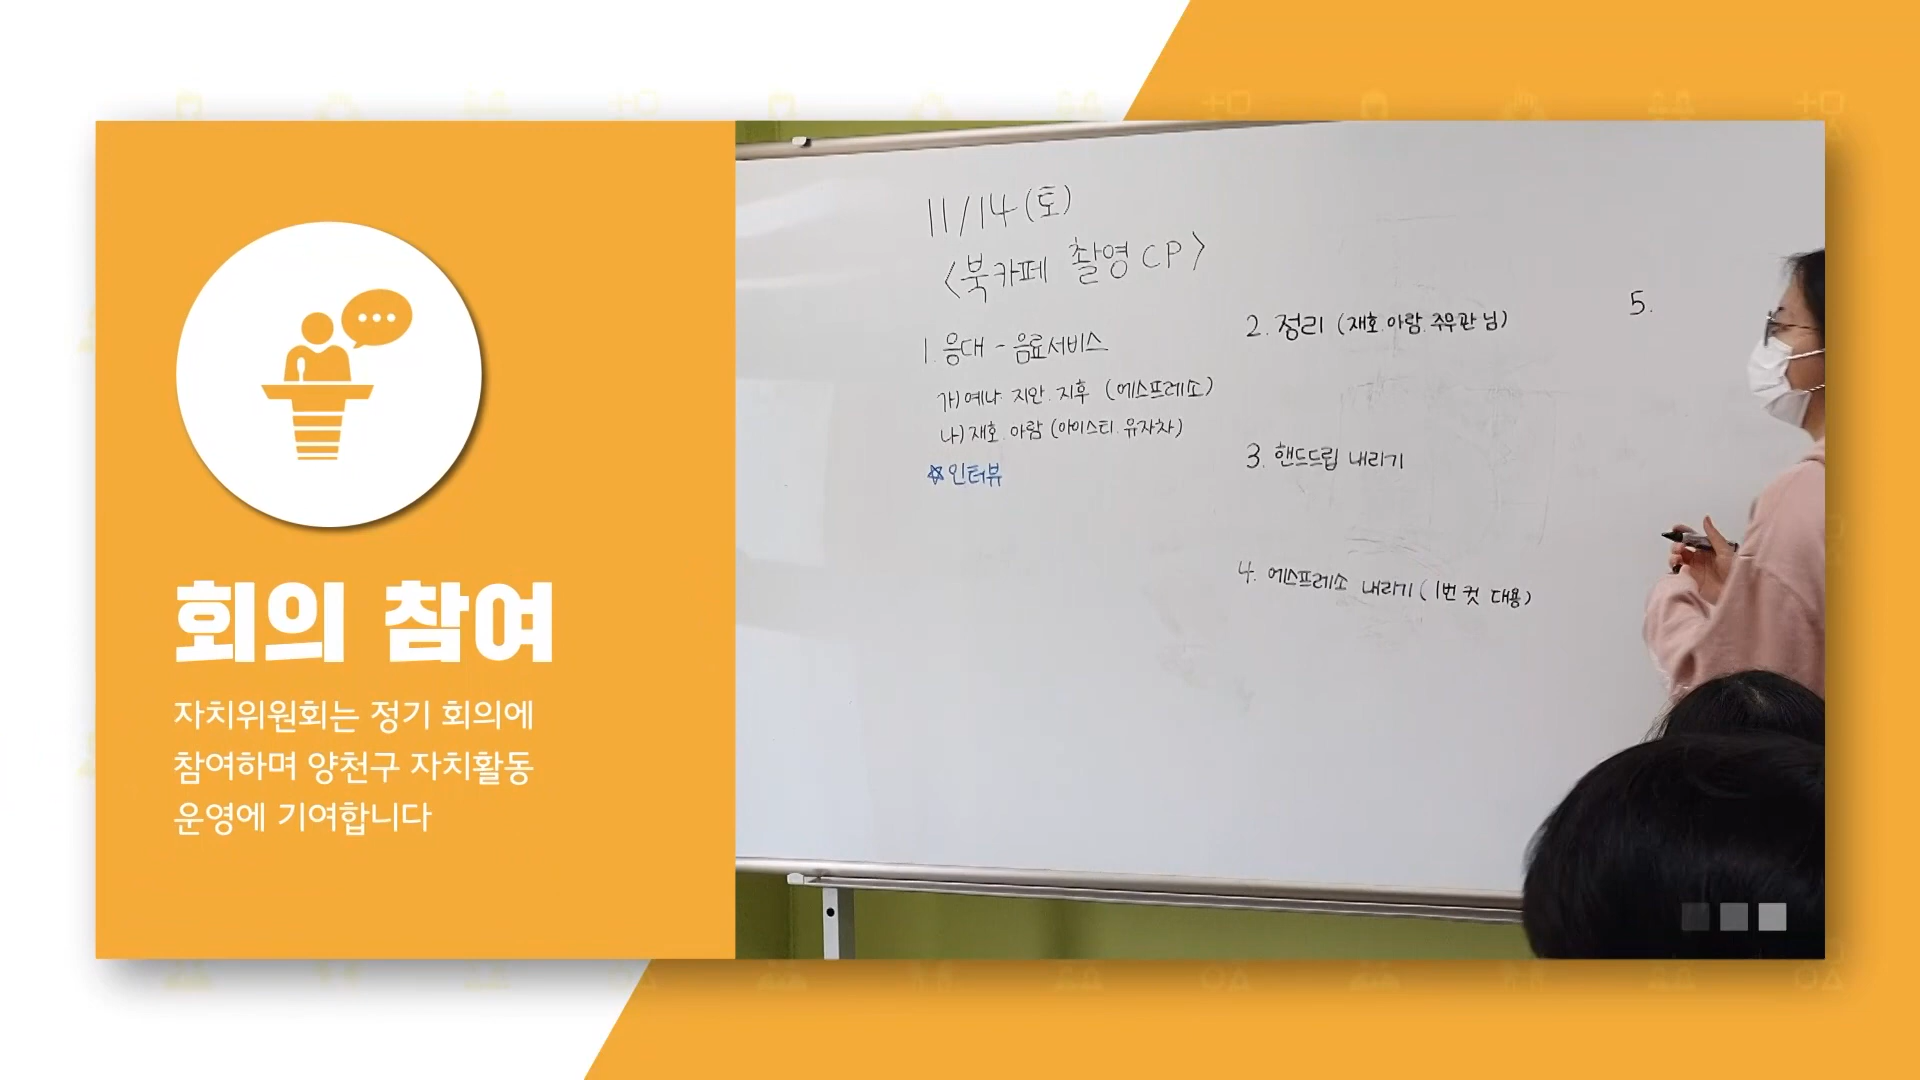 회의 참여
자치위원회는 정기 회의에
참여하며 양천구 자치활동
운영에 기여합니다
11/14(토)
<북카페 촬영 CP>
1. 응대 - 음료서비스
가) 예나. 지안. 지후 (에스프레소)
나) 재호. 아람 (아이스티. 유자차)
☆인터뷰
2. 정리 (재호. 아람. 주무관 님)
3. 핸드드립 내리기
4. 에스프레소 내리기 (1번 컷 대용)
5.